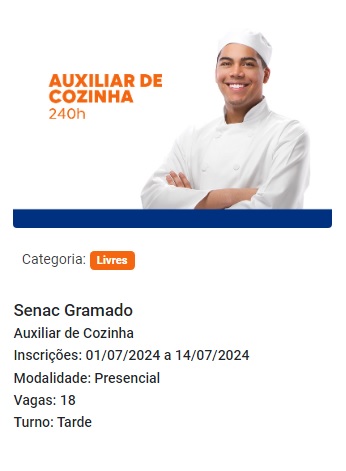 AUXILIAR DE
COZINHA
240h
Categoria: Livres
Senac Gramado
Auxiliar de Cozinha
Inscrições: 01/07/2024 a 14/07/2024
Modalidade: Presencial
Vagas: 18
Turno: Tarde